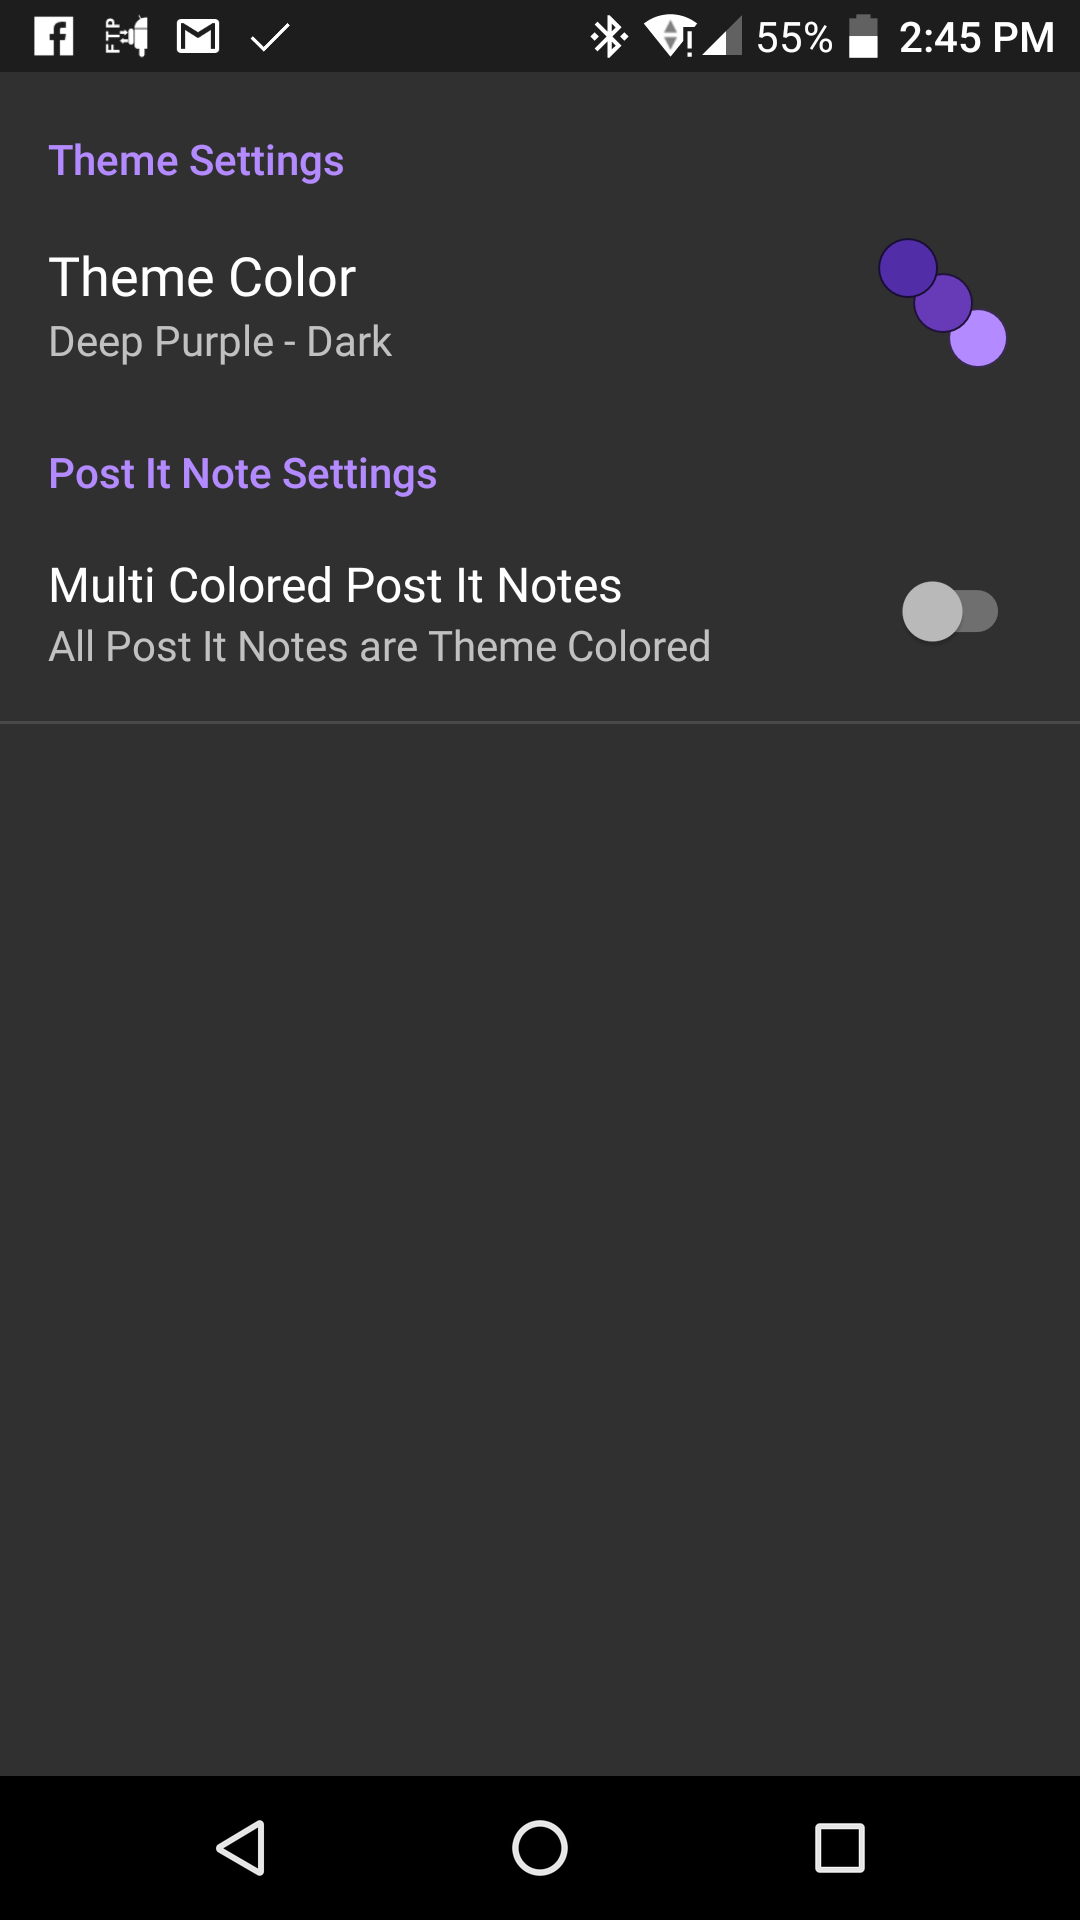 FTP 55% 2:45 PM
Theme Settings
Theme Color
Deep Purple - Dark
Post It Note Settings
Multi Colored Post It Notes
All Post It Notes are Theme Colored